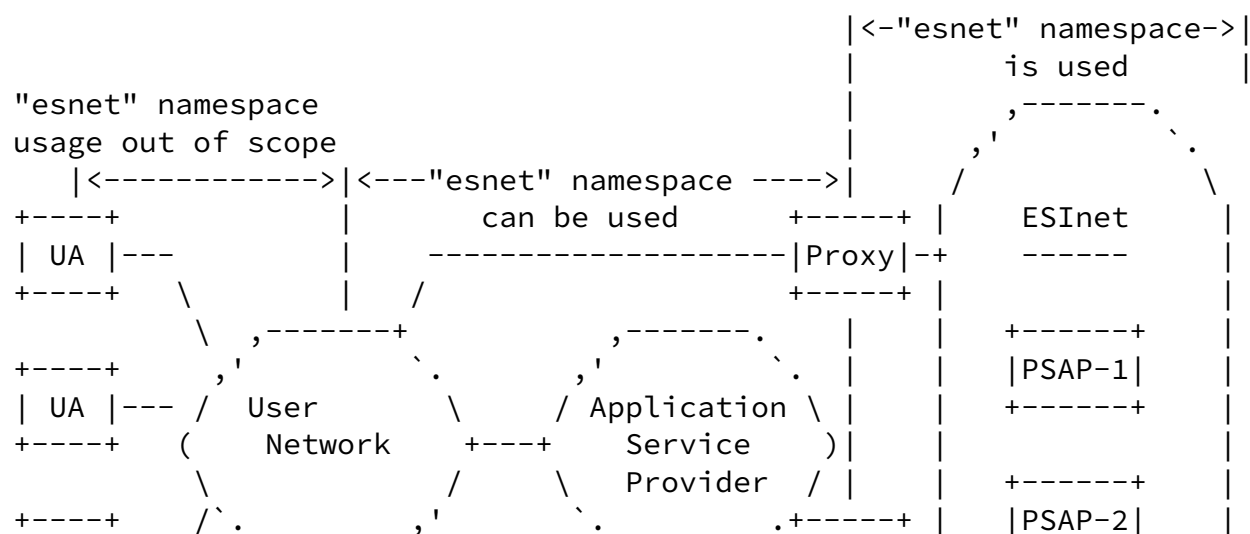 |<-"esnet" namespace->|
| is used |
"esnet" namespace | ,-------.
usage out of scope | ,' `.
|<------------>|<---"esnet" namespace ---->| / \
+----+ | can be used +-----+ | ESInet |
| UA |--- | --------------------|Proxy|-+ ------ |
+----+ \ | / +-----+ | |
\ ,-------+ ,-------. | | +------+ |
+----+ ,' `. ,' `. | | |PSAP-1| |
| UA |--- / User \ / Application \ | | +------+ |
+----+ ( Network +---+ Service )| | |
\ / \ Provider / | | +------+ |
+----+ /`. ,' `. .+-----+ | |PSAP-2| |